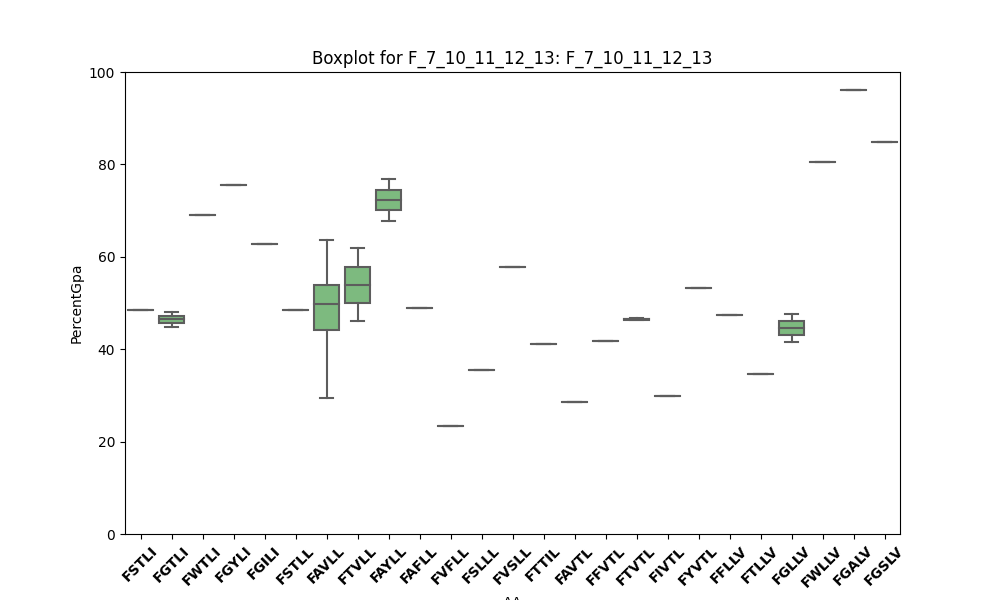 Boxplot for F_7_10_11_12_13: F_7_10_11_12_13
PercentGpa
100
80
60
40
20
0
FSTLI FGTLI FWTLI FGYLI FGILI FSTLL FAVLL FTVLL FAYLL FAFLL FVFLL FSLLL FVSLL FTTIL FAVTL FFVTL FTVTL FIVTL FYVTL FFLLV FTLLV FGLLV FWLLV FGALV FGSLV